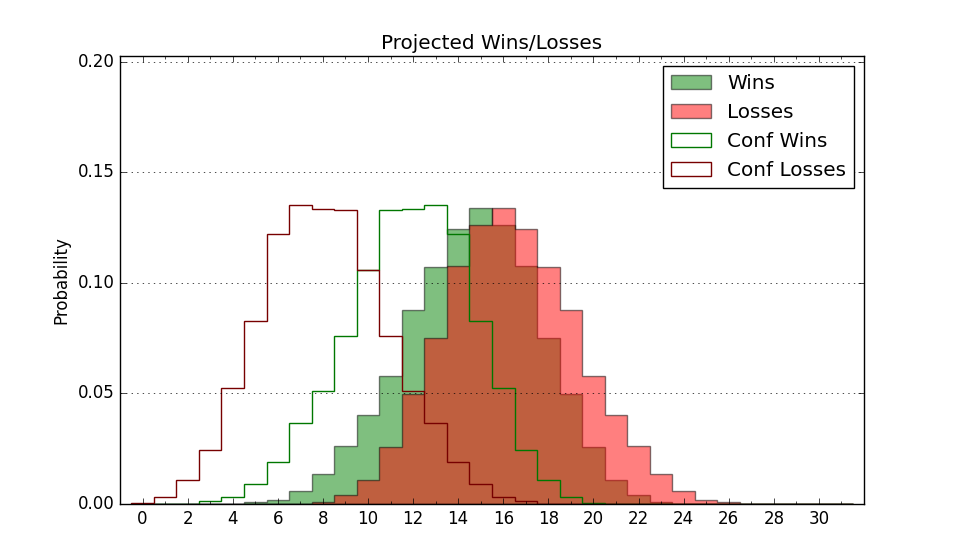 Projected Wins/Losses
0.20
0.15
0.10
0.05
0.00
Probability
Wins
Losses
Conf Wins
Conf Losses
0 2 4 6 8 10 12 14 16 18 20 22 24 26 28 30